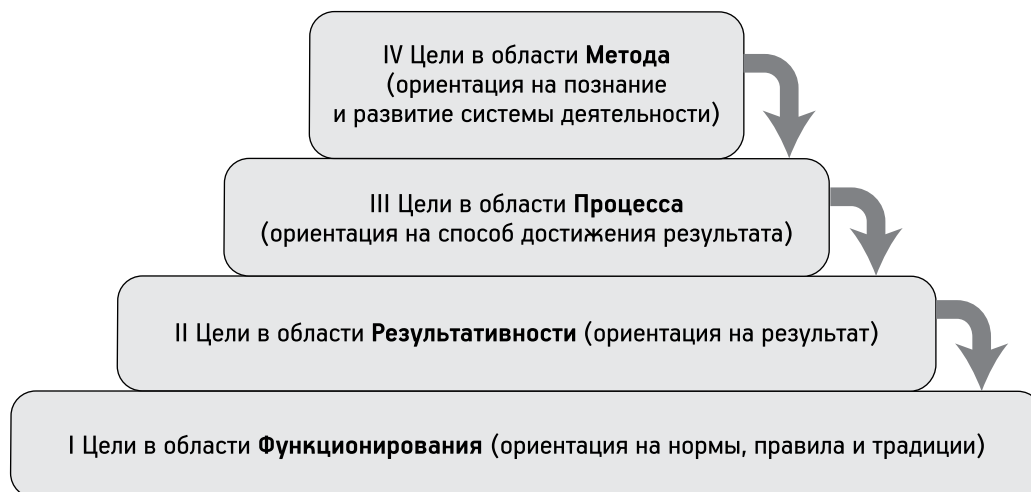 IV Цели в области Метода
(ориентация на познание
и развитие системы деятельности)
III Цели в области Процесса
(ориентация на способ достижения результата)
II Цели в области Результативности (ориентация на результат)
I Цели в области Функционирования (ориентация на нормы, правила и традиции)